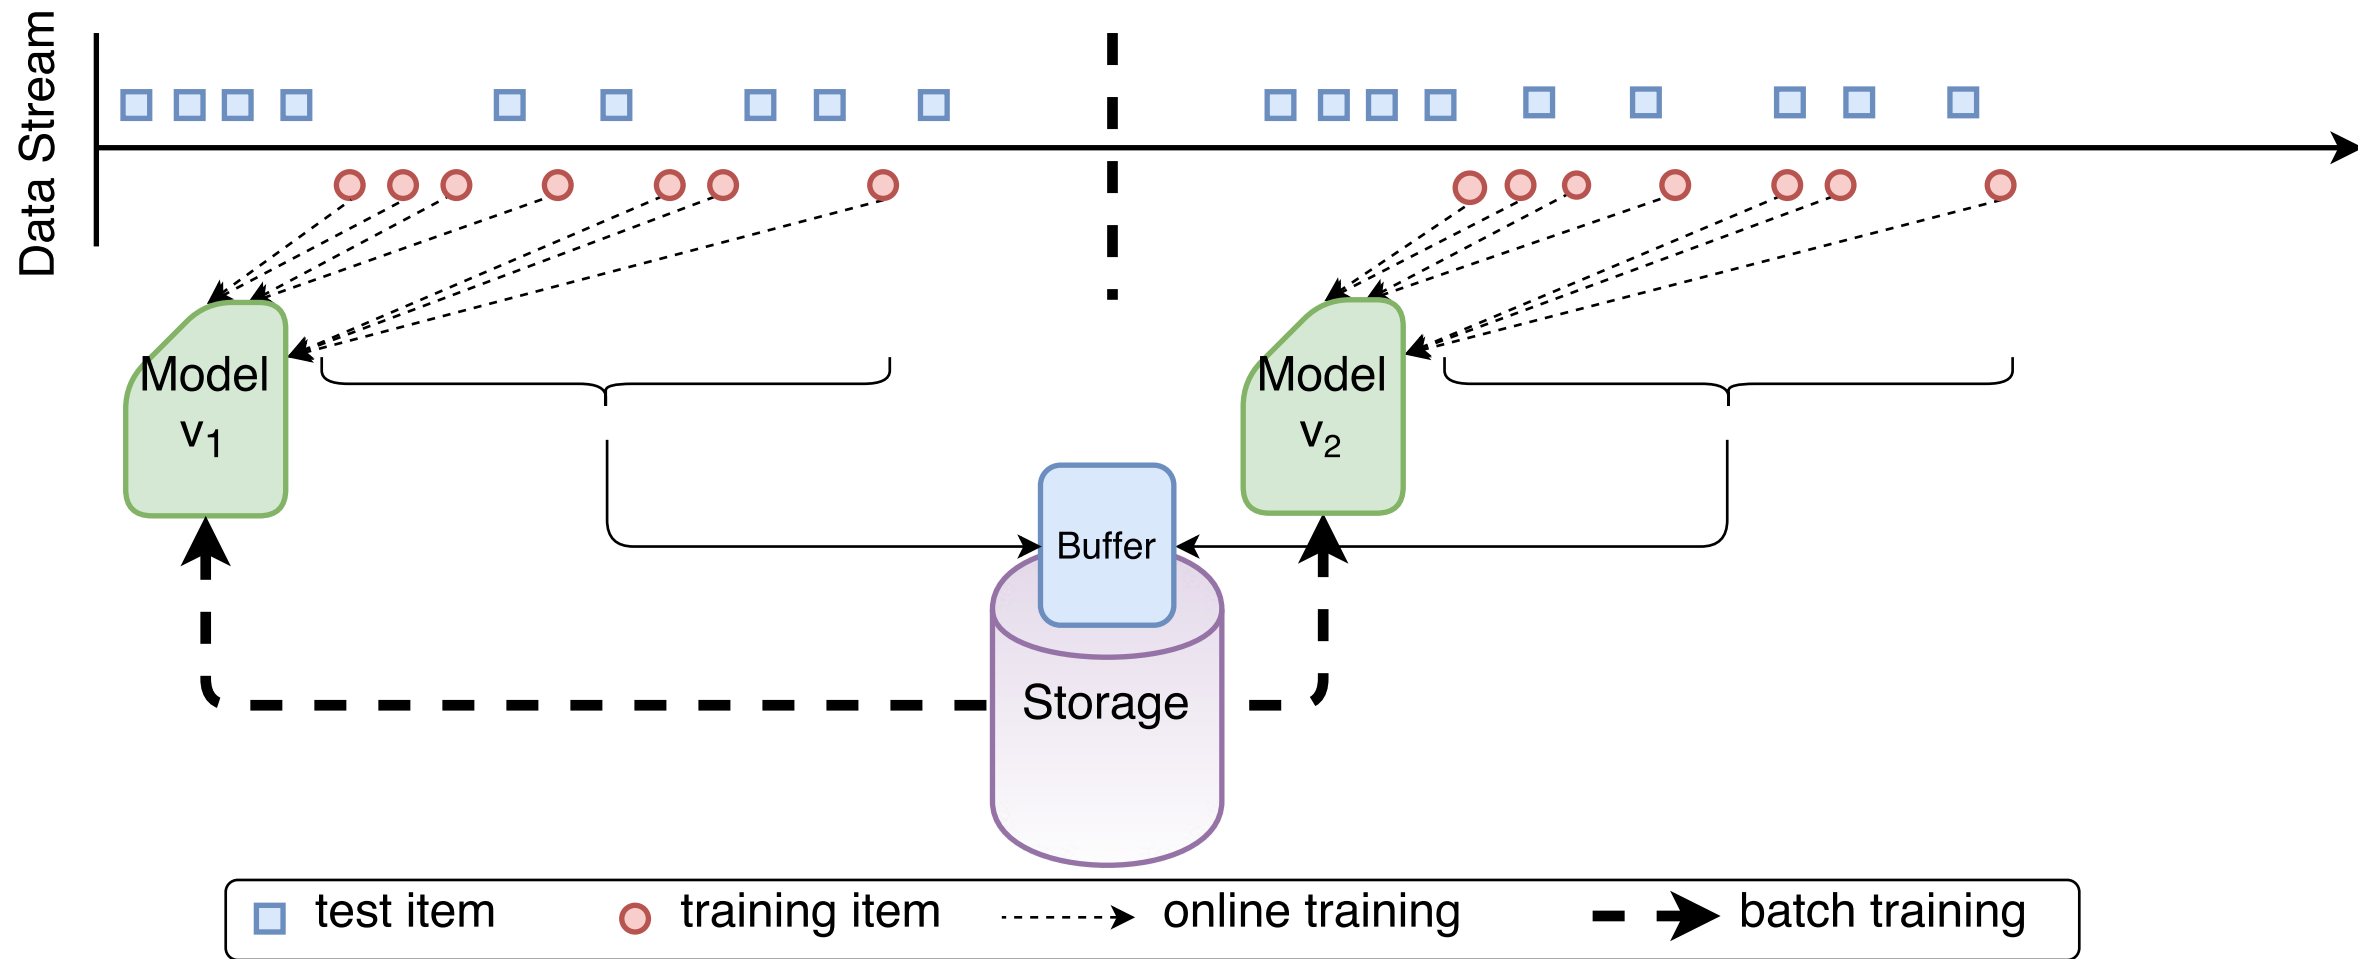 Data Stream
Model
v1
Model
v2
Buffer
Storage
test item
training item
online training
batch training